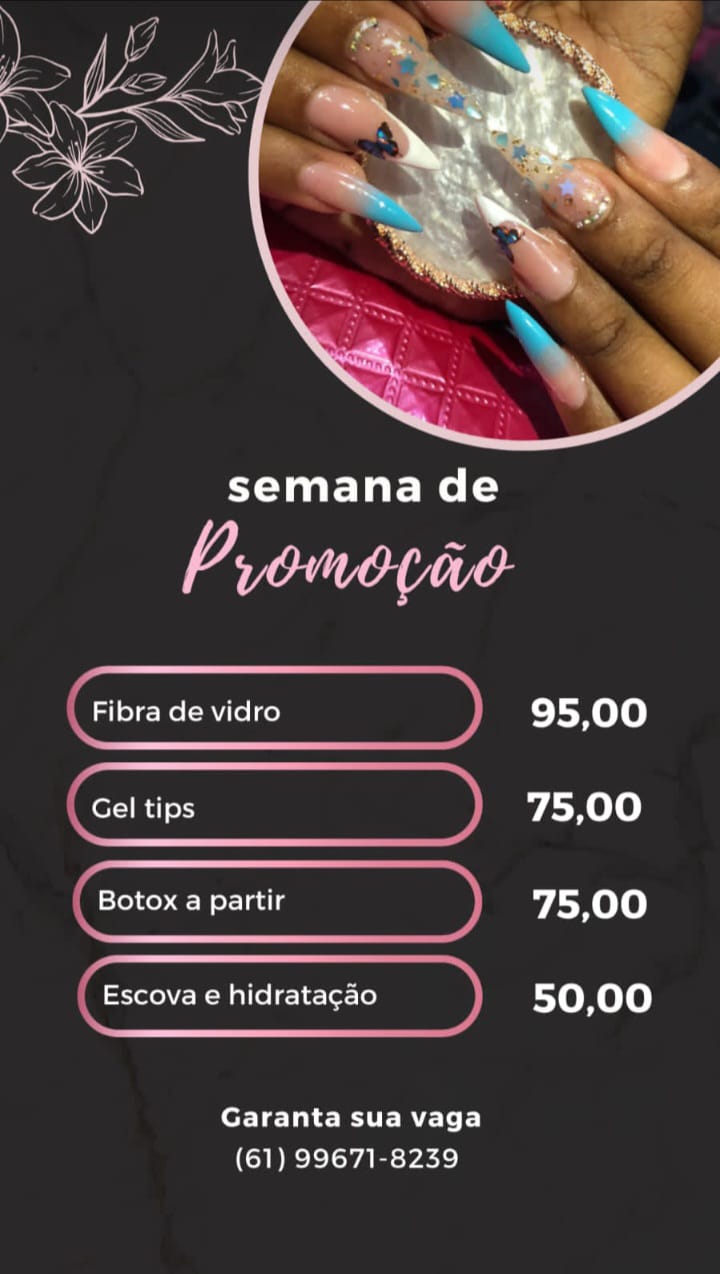 semana de
Promoção
Fibra de vidro 95,00
Gel tips 75,00
Botox a partir 75,00
Escova e hidratação 50,00
Garanta sua vaga
(61) 99671-8239